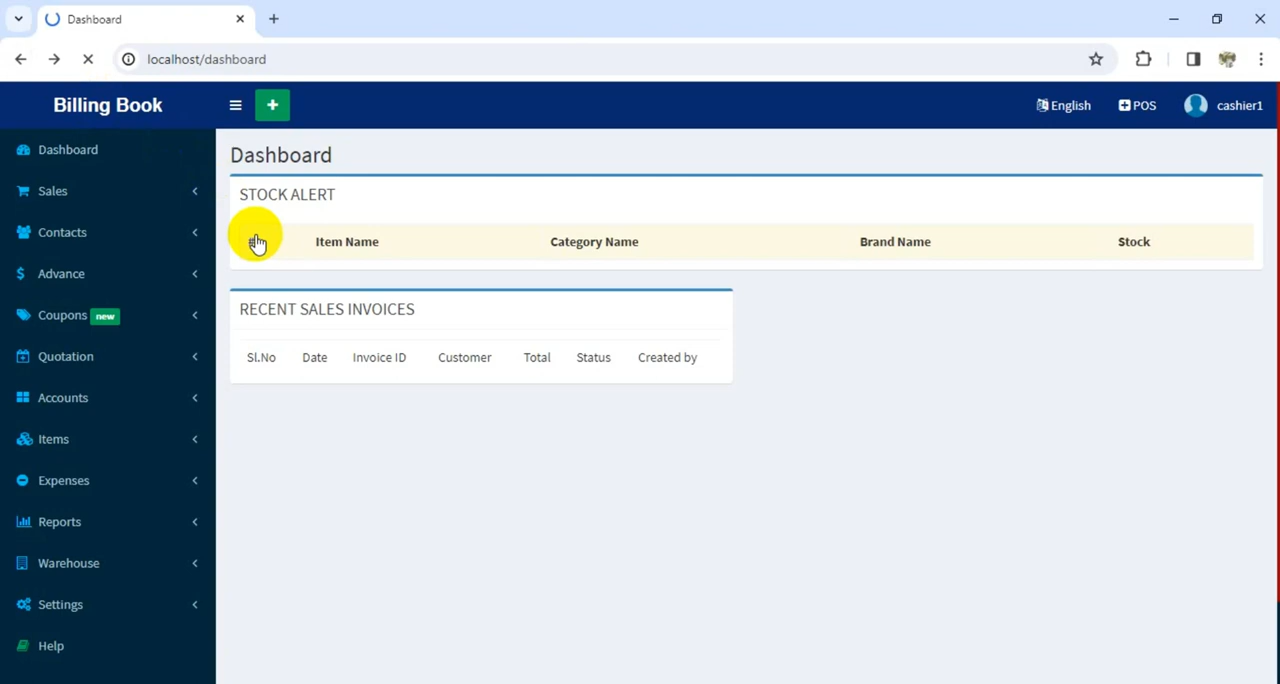 Dashboard
localhost/dashboard
Billing Book
English
POS
cashier1
Dashboard
Sales
Contacts
Advance
Coupons new
Quotation
Accounts
Items
Expenses
Reports
Warehouse
Settings
Help
Dashboard
STOCK ALERT
Item Name Category Name Brand Name Stock
RECENT SALES INVOICES
Sl.No Date Invoice ID Customer Total Status Created by